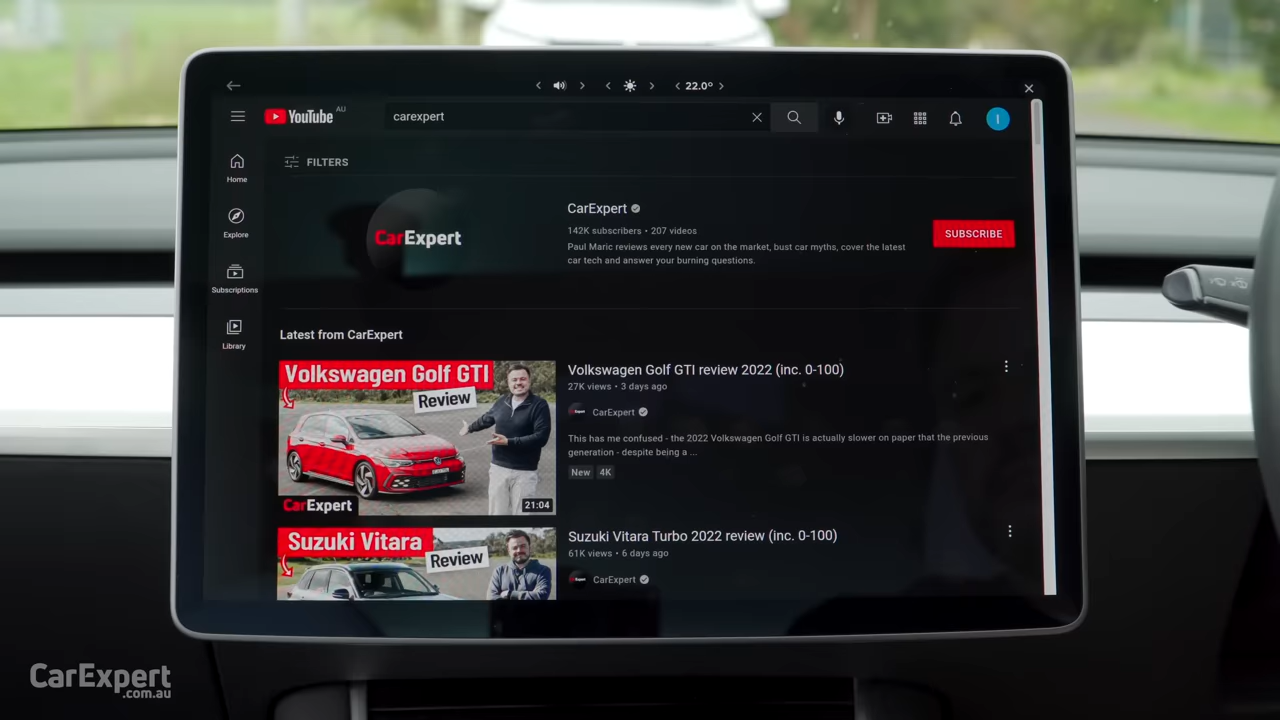 22.0°
YouTube AU
carexpert
FILTERS
Home
Explore
Subscriptions
Library
CarExpert
CarExpert
142K subscribers • 207 videos
Paul Maric reviews every new car on the market, bust car myths, cover the latest
car tech and answer your burning questions.
SUBSCRIBE
I
Latest from CarExpert
Volkswagen Golf GTI
Review
CarExpert
21:04
Volkswagen Golf GTI review 2022 (inc. 0-100)
27K views • 3 days ago
CarExpert
This has me confused - the 2022 Volkswagen Golf GTI is actually slower on paper that the previous
generation - despite being a ...
New 4K
Suzuki Vitara
Review
Suzuki Vitara Turbo 2022 review (inc. 0-100)
61K views • 6 days ago
CarExpert
CarExpert
.com.au